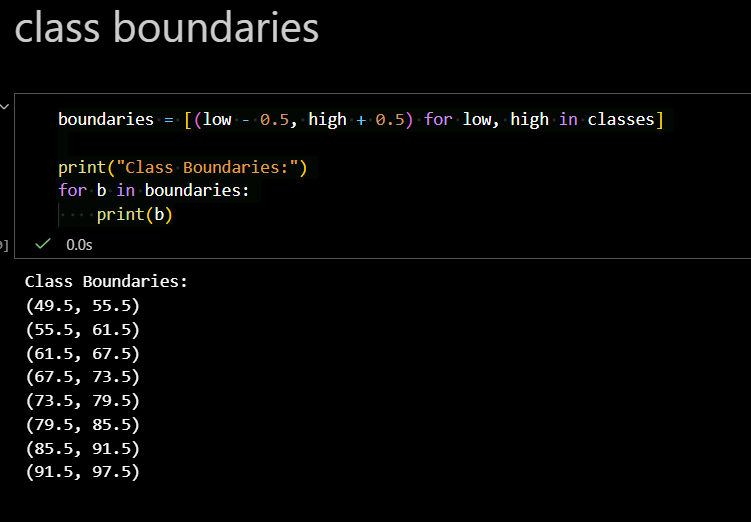 class boundaries
boundaries = [(low - 0.5, high + 0.5) for low, high in classes]
print("Class Boundaries:")
for b in boundaries:
    print(b)
0.0s
Class Boundaries:
(49.5, 55.5)
(55.5, 61.5)
(61.5, 67.5)
(67.5, 73.5)
(73.5, 79.5)
(79.5, 85.5)
(85.5, 91.5)
(91.5, 97.5)